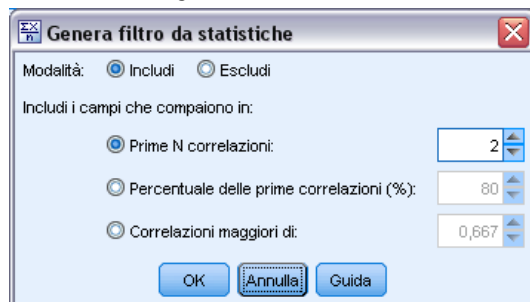 Genera filtro da statistiche
Modalità: Includi Escludi
Includi i campi che compaiono in:
Prime N correlazioni: 2
Percentuale delle prime correlazioni (%): 80
Correlazioni maggiori di: 0,667
OK Annulla Guida